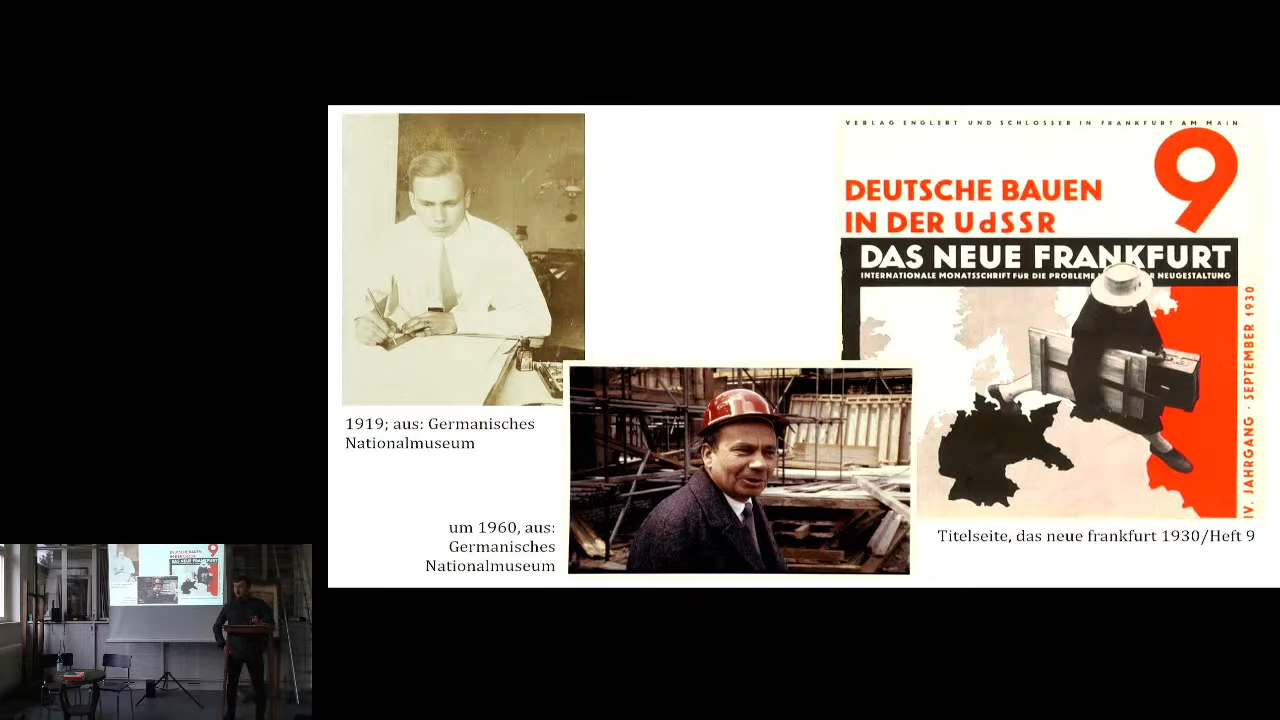 1919; aus: Germanisches
Nationalmuseum
um 1960, aus:
Germanisches
Nationalmuseum
VERLAG ENGLERT UND SCHLOSSER IN FRANKFURT AM MAIN
9
DEUTSCHE BAUEN
IN DER UdSSR
DAS NEUE FRANKFURT
INTERNATIONALE MONATSSCHRIFT FÜR DIE PROBLEME NEUGESTALTUNG
IV. JAHRGANG · SEPTEMBER 1930
Titelseite, das neue frankfurt 1930/Heft 9